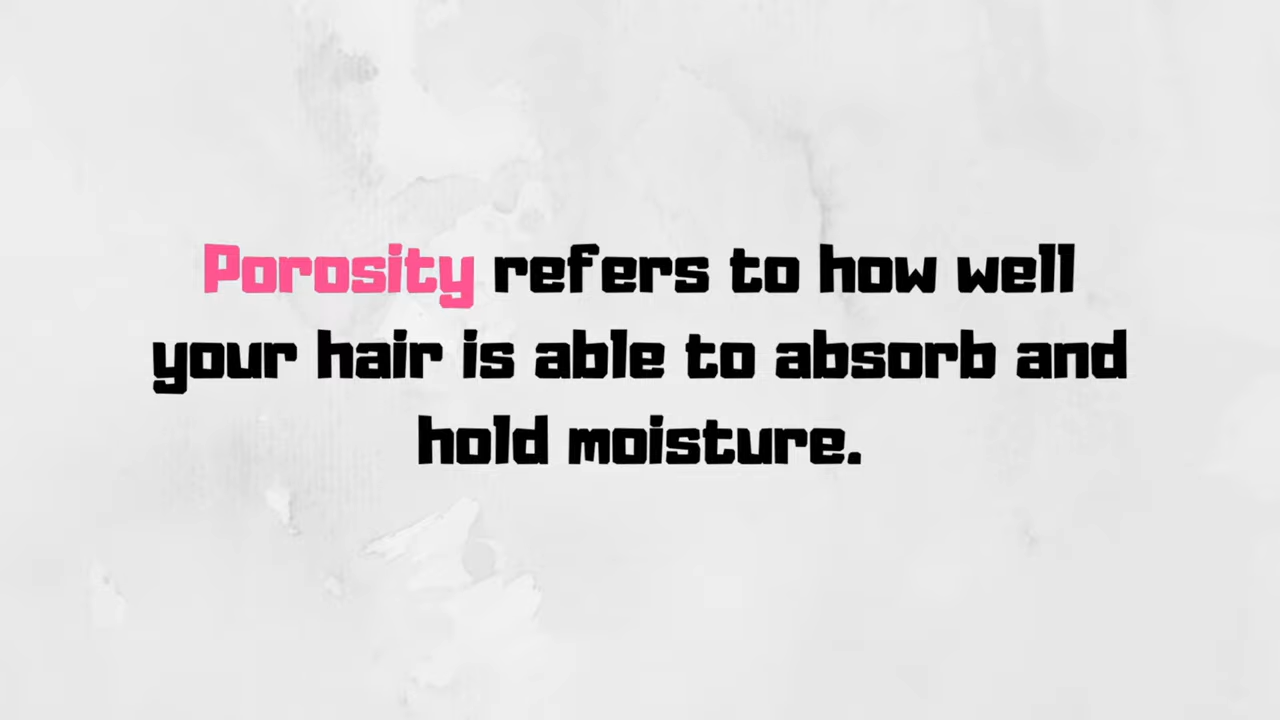 Porosity refers to how well
your hair is able to absorb and
hold moisture.